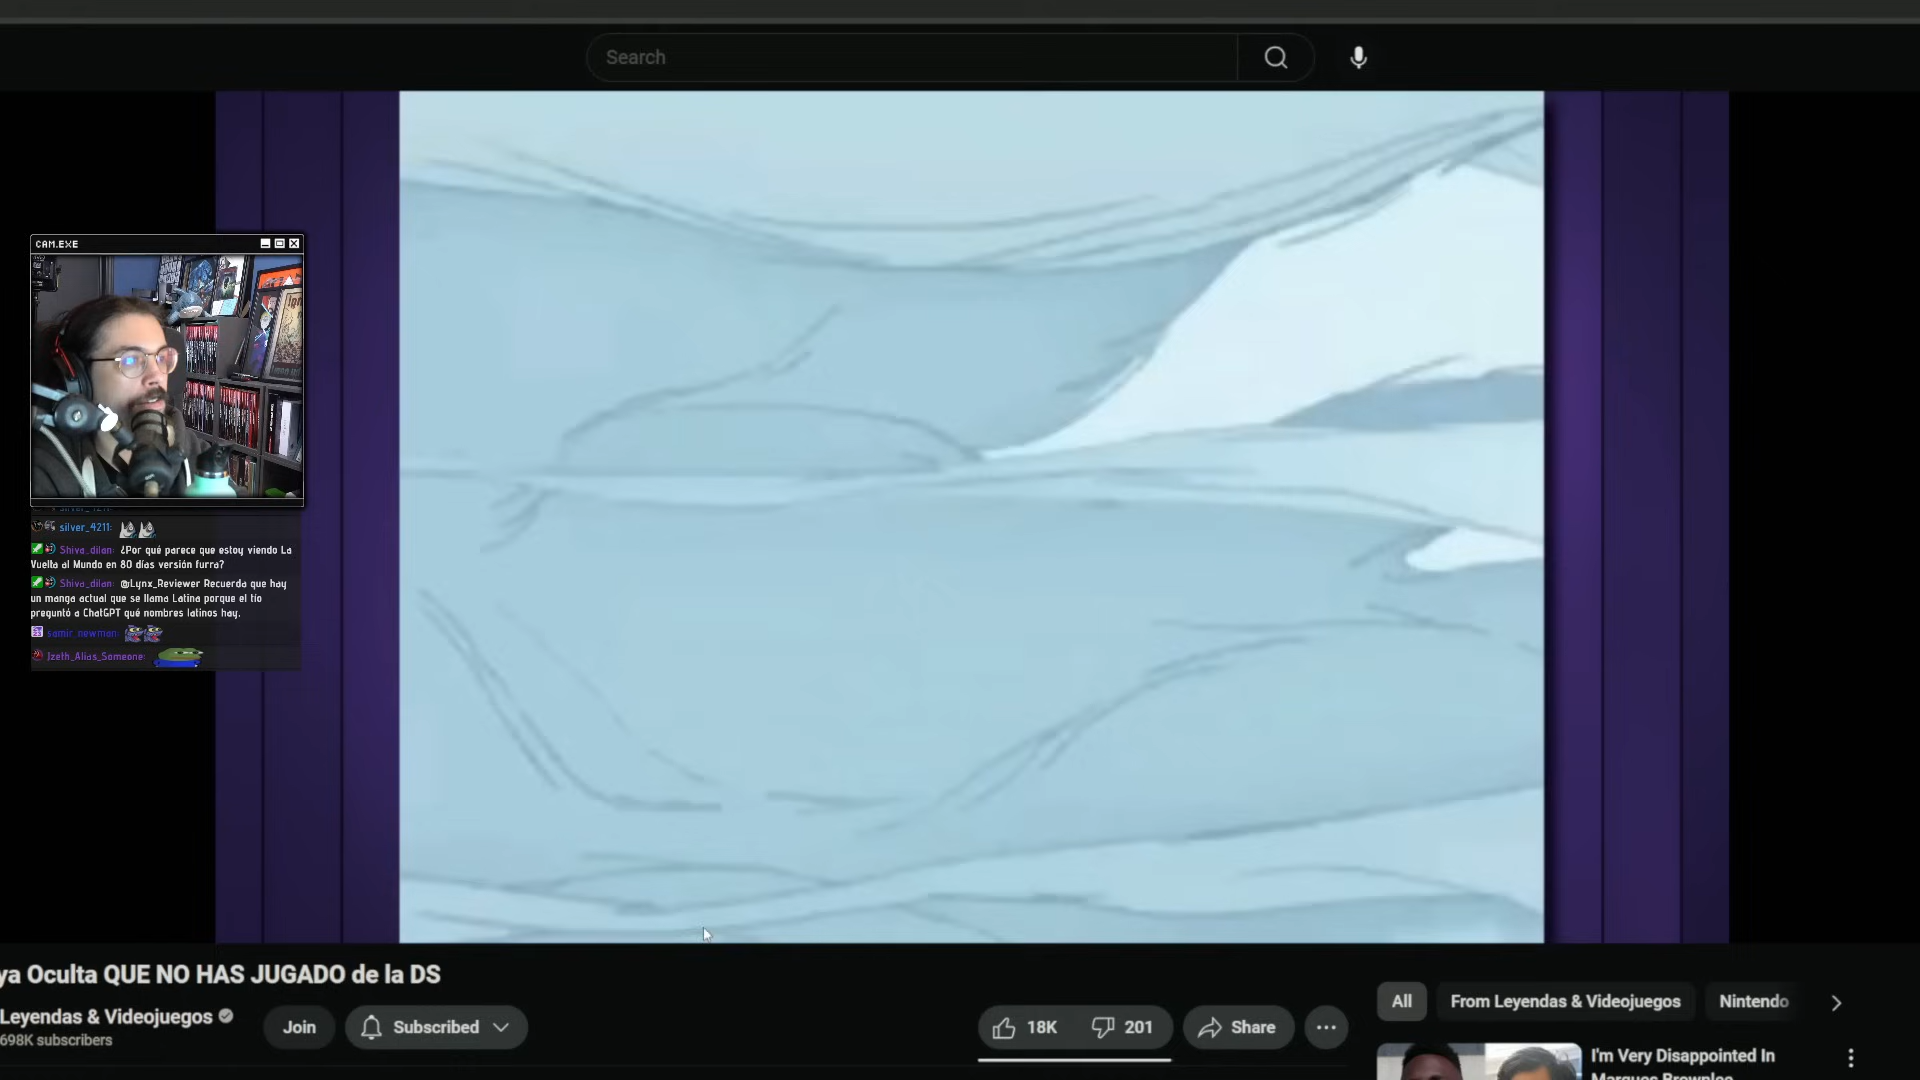 Search
CAM.EXE
silver_4211:
Shiva_dilan: ¿Por qué parece que estoy viendo La
Vuelta al Mundo en 80 días versión furra?
Shiva_dilan: @Lynx_Reviewer Recuerda que hay
un manga actual que se llama Latina porque el tío
preguntó a ChatGPT qué nombres latinos hay.
samir_newman:
Izeth_Alias_Someone:
ya Oculta QUE NO HAS JUGADO de la DS
Leyendas & Videojuegos
698K subscribers
Join
Subscribed
18K
201
Share
All
From Leyendas & Videojuegos
Nintendo
I'm Very Disappointed In
Marques Brownlee